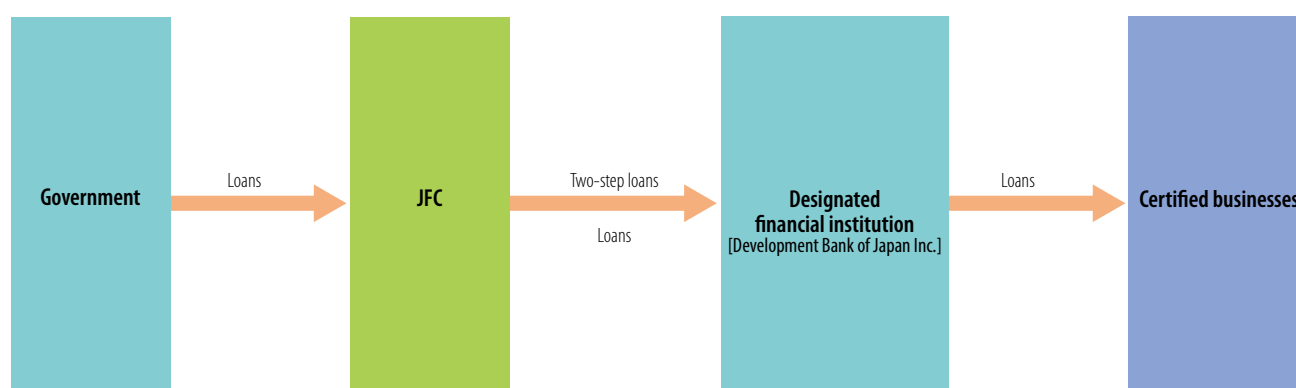 Government
Loans
JFC
Two-step loans
Loans
Designated
financial institution
[Development Bank of Japan Inc.]
Loans
Certified businesses